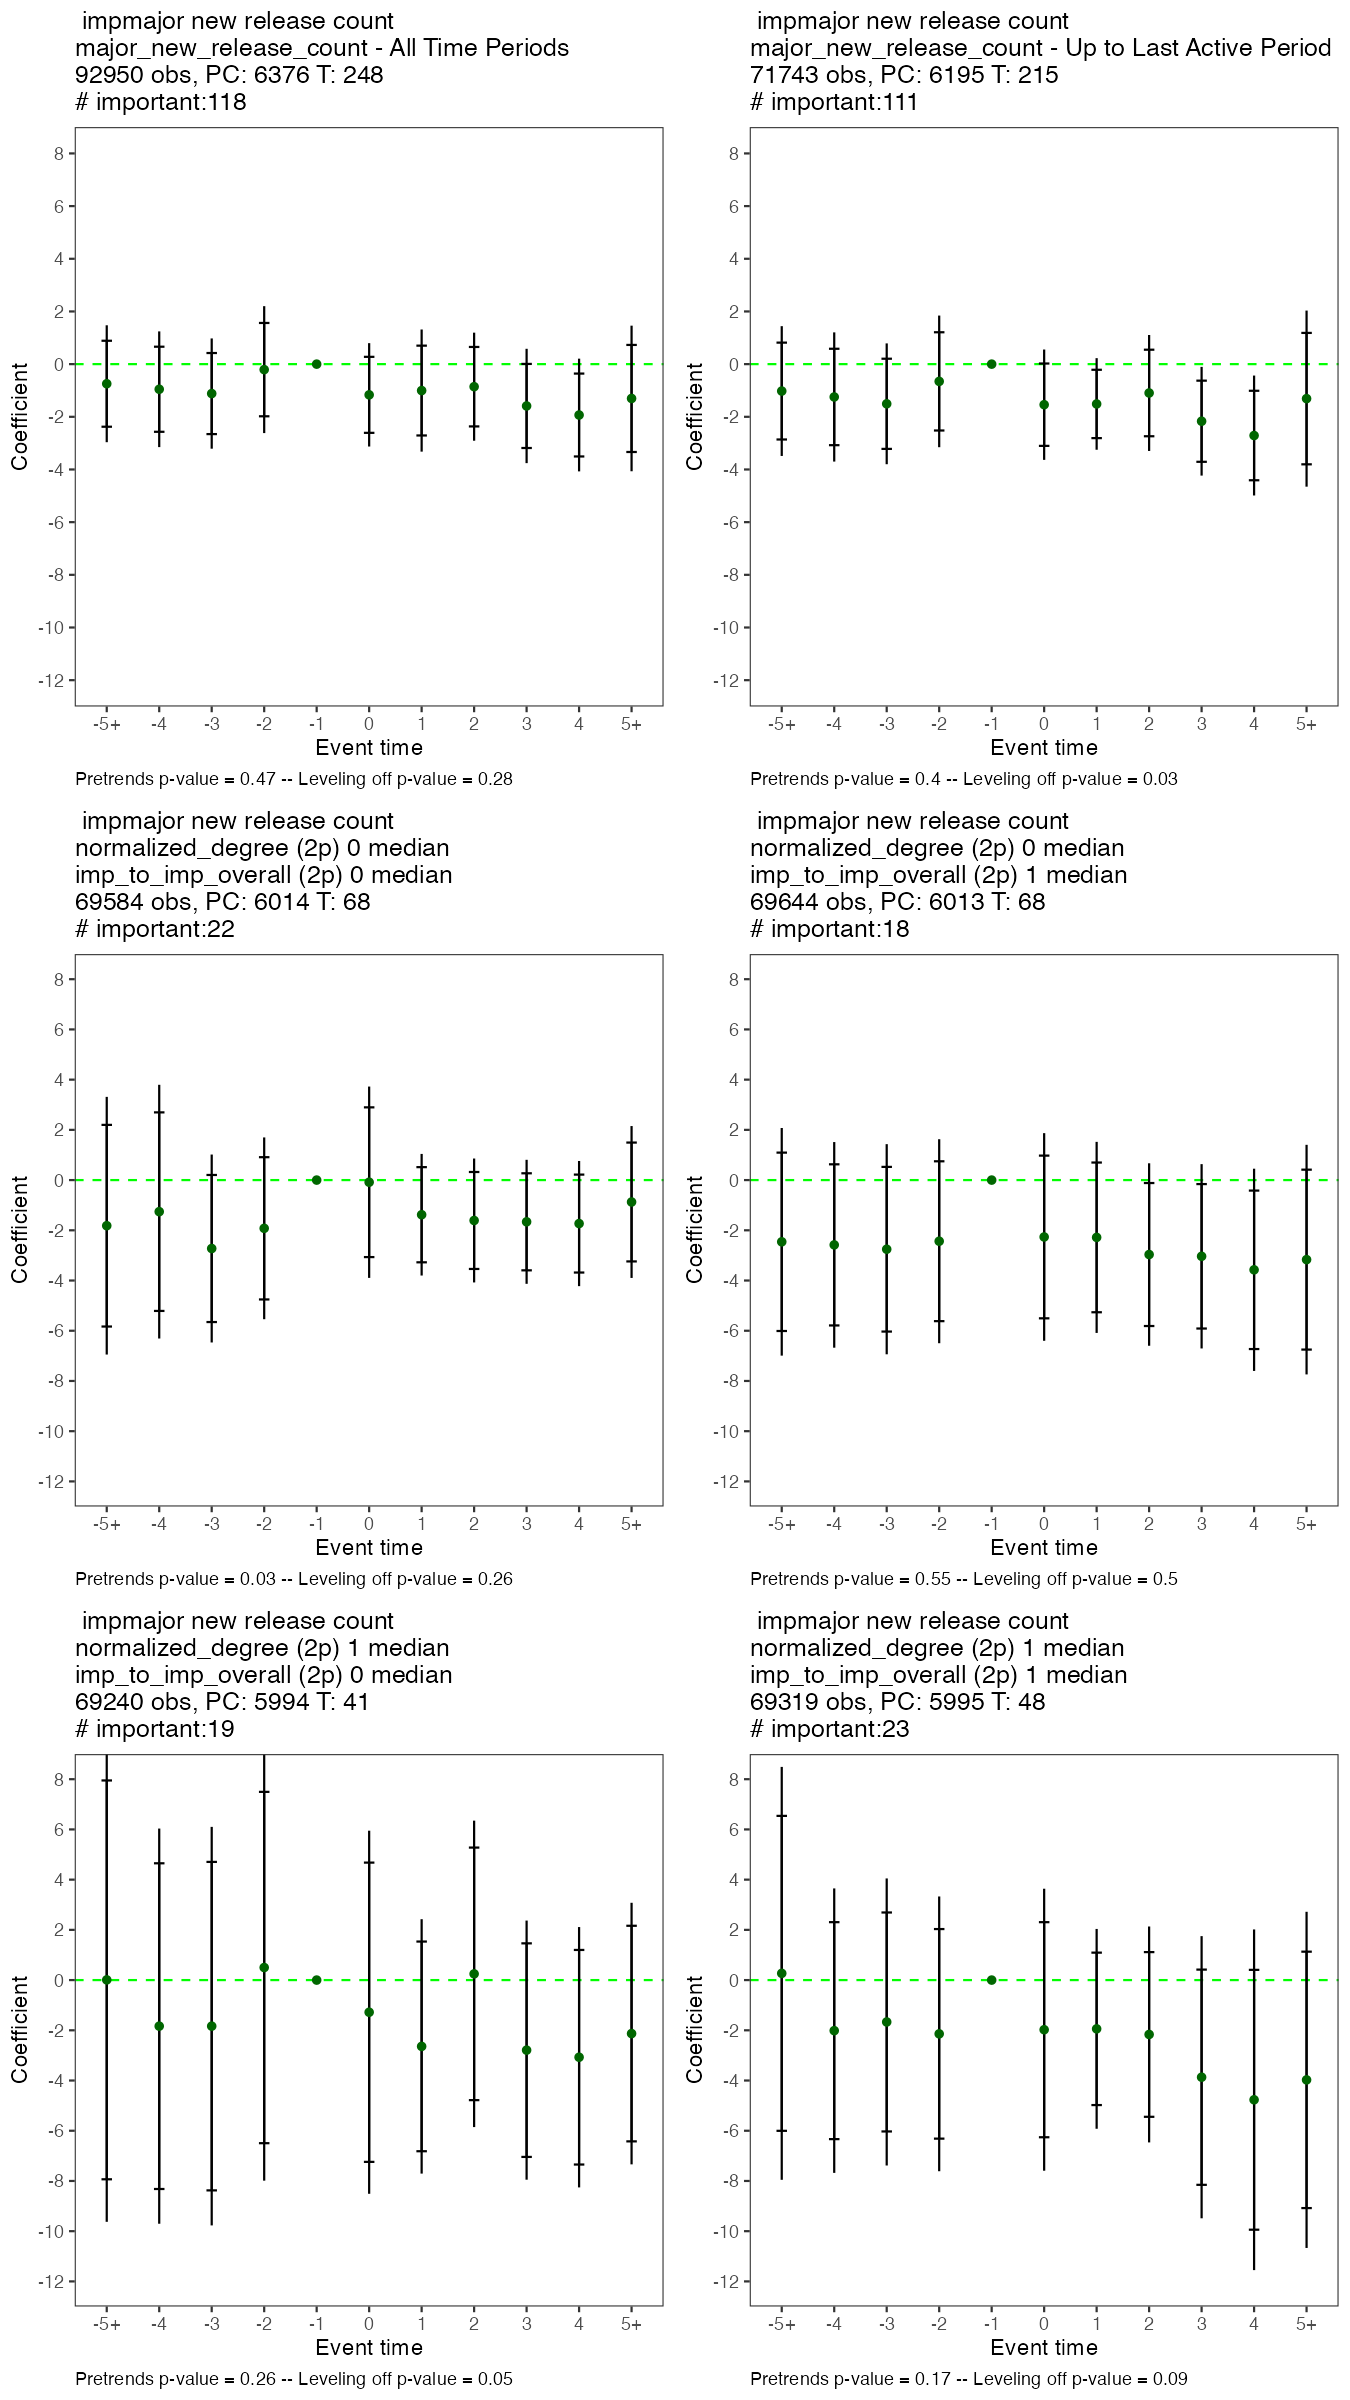 impmajor new release count
major_new_release_count - All Time Periods
92950 obs, PC: 6376 T: 248
# important:118
8
6
4
2
0
-2
-4
-6
-8
-10
-12
Coefficient
-5+ -4 -3 -2 -1 0 1 2 3 4 5+
Event time
Pretrends p-value = 0.47 -- Leveling off p-value = 0.28
impmajor new release count
major_new_release_count - Up to Last Active Period
71743 obs, PC: 6195 T: 215
# important:111
8
6
4
2
0
-2
-4
-6
-8
-10
-12
Coefficient
-5+ -4 -3 -2 -1 0 1 2 3 4 5+
Event time
Pretrends p-value = 0.4 -- Leveling off p-value = 0.03
impmajor new release count
normalized_degree (2p) 0 median
imp_to_imp_overall (2p) 0 median
69584 obs, PC: 6014 T: 68
# important:22
8
6
4
2
0
-2
-4
-6
-8
-10
-12
Coefficient
-5+ -4 -3 -2 -1 0 1 2 3 4 5+
Event time
Pretrends p-value = 0.03 -- Leveling off p-value = 0.26
impmajor new release count
normalized_degree (2p) 0 median
imp_to_imp_overall (2p) 1 median
69644 obs, PC: 6013 T: 68
# important:18
8
6
4
2
0
-2
-4
-6
-8
-10
-12
Coefficient
-5+ -4 -3 -2 -1 0 1 2 3 4 5+
Event time
Pretrends p-value = 0.55 -- Leveling off p-value = 0.5
impmajor new release count
normalized_degree (2p) 1 median
imp_to_imp_overall (2p) 0 median
69240 obs, PC: 5994 T: 41
# important:19
8
6
4
2
0
-2
-4
-6
-8
-10
-12
Coefficient
-5+ -4 -3 -2 -1 0 1 2 3 4 5+
Event time
Pretrends p-value = 0.26 -- Leveling off p-value = 0.05
impmajor new release count
normalized_degree (2p) 1 median
imp_to_imp_overall (2p) 1 median
69319 obs, PC: 5995 T: 48
# important:23
8
6
4
2
0
-2
-4
-6
-8
-10
-12
Coefficient
-5+ -4 -3 -2 -1 0 1 2 3 4 5+
Event time
Pretrends p-value = 0.17 -- Leveling off p-value = 0.09